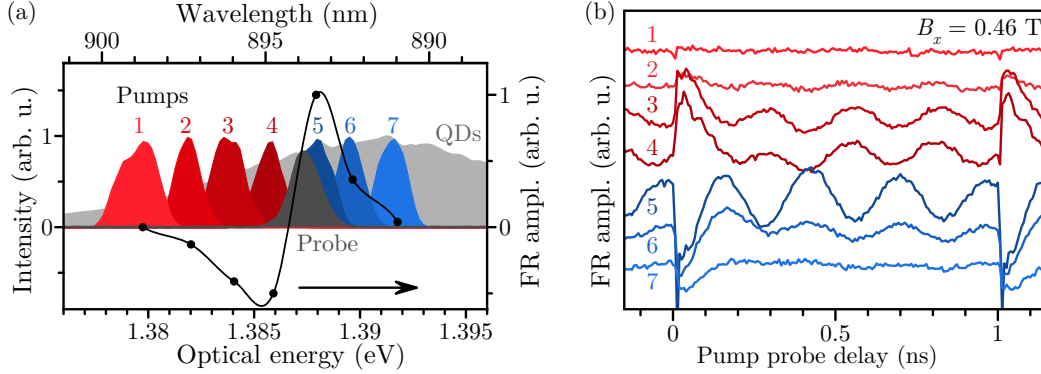 (a)
Wavelength (nm)
900 895 890
Pumps
1 2 3 4 5 6 7
QDs
Probe
Intensity (arb. u.)
1
0
FR ampl. (arb. u.)
1
0
1.38 1.385 1.39 1.395
Optical energy (eV)
(b)
B_x = 0.46 T
1
2
3
4
5
6
7
FR ampl. (arb. u.)
0 0.5 1
Pump probe delay (ns)